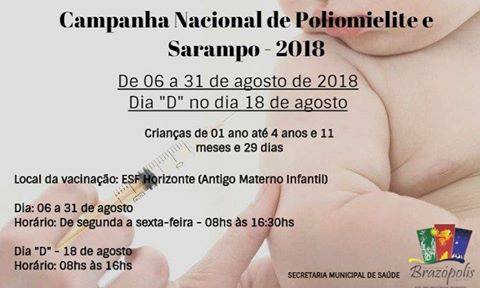 Campanha Nacional de Poliomielite e
Sarampo - 2018
De 06 a 31 de agosto de 2018
Dia "D" no dia 18 de agosto
Crianças de 01 ano até 4 anos e 11
meses e 29 dias
Local da vacinação: ESF Horizonte (Antigo Materno Infantil)
Dia: 06 a 31 de agosto
Horário: De segunda a sexta-feira - 08hs às 16:30hs
Dia "D" - 18 de agosto
Horário: 08hs às 16hs
SECRETARIA MUNICIPAL DE SAÚDE
Brazópolis